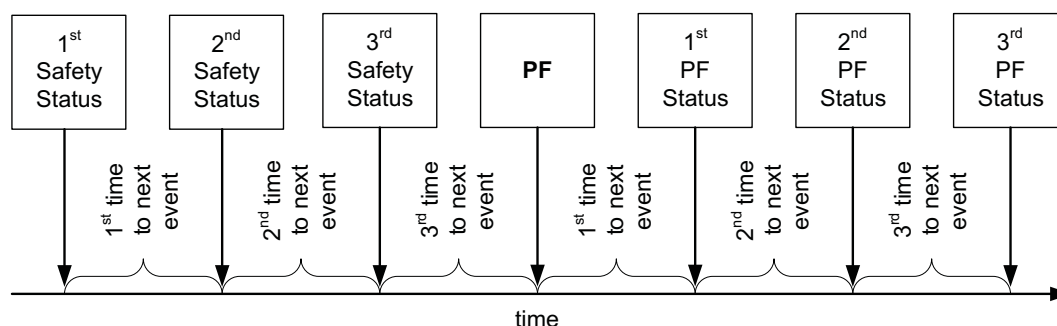 1st
Safety
Status
2nd
Safety
Status
3rd
Safety
Status
PF
1st
PF
Status
2nd
PF
Status
3rd
PF
Status
1st time
to next
event
2nd time
to next
event
3rd time
to next
event
1st time
to next
event
2nd time
to next
event
3rd time
to next
event
time